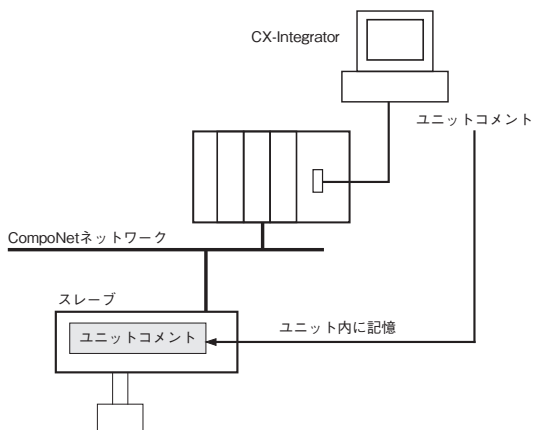 CX-Integrator
ユニットコメント
CompoNetネットワーク
スレーブ
ユニットコメント
ユニット内に記憶